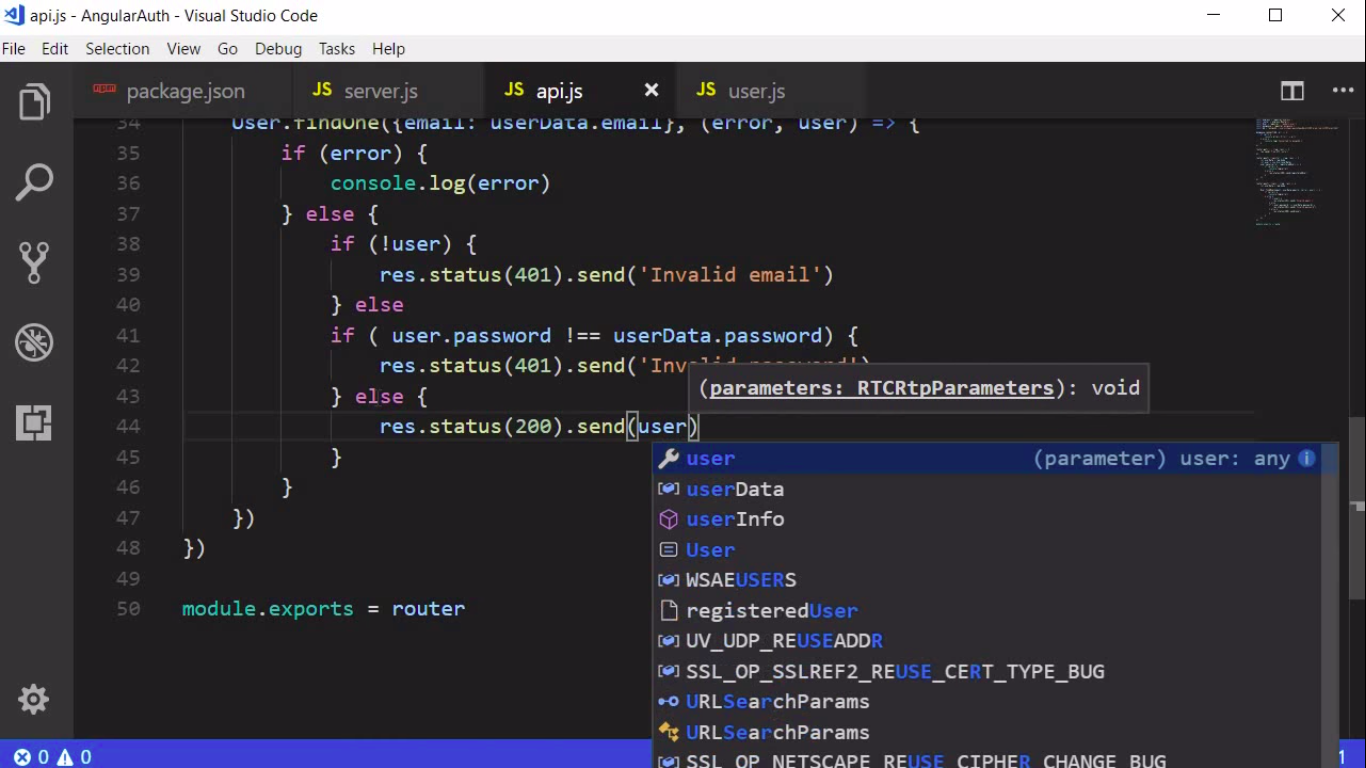 api.js - AngularAuth - Visual Studio Code
File Edit Selection View Go Debug Tasks Help
npm package.json JS server.js JS api.js JS user.js
34 User.findOne({email: userData.email}, (error, user) => {
35 if (error) {
36 console.log(error)
37 } else {
38 if (!user) {
39 res.status(401).send('Invalid email')
40 } else
41 if ( user.password !== userData.password) {
42 res.status(401).send('Invalid password')
(parameters: RTCRtpParameters): void
43 } else {
44 res.status(200).send(user)
45 }
user (parameter) user: any
userData
46 }
userInfo
47 })
User
48 })
WSAEUSERS
49
registeredUser
50 module.exports = router
UV_UDP_REUSEADDR
SSL_OP_SSLREF2_REUSE_CERT_TYPE_BUG
URLSearchParams
URLSearchParams
SSL_OP_NETSCAPE_REUSE_CIPHER_CHANGE_BUG
0 0 1